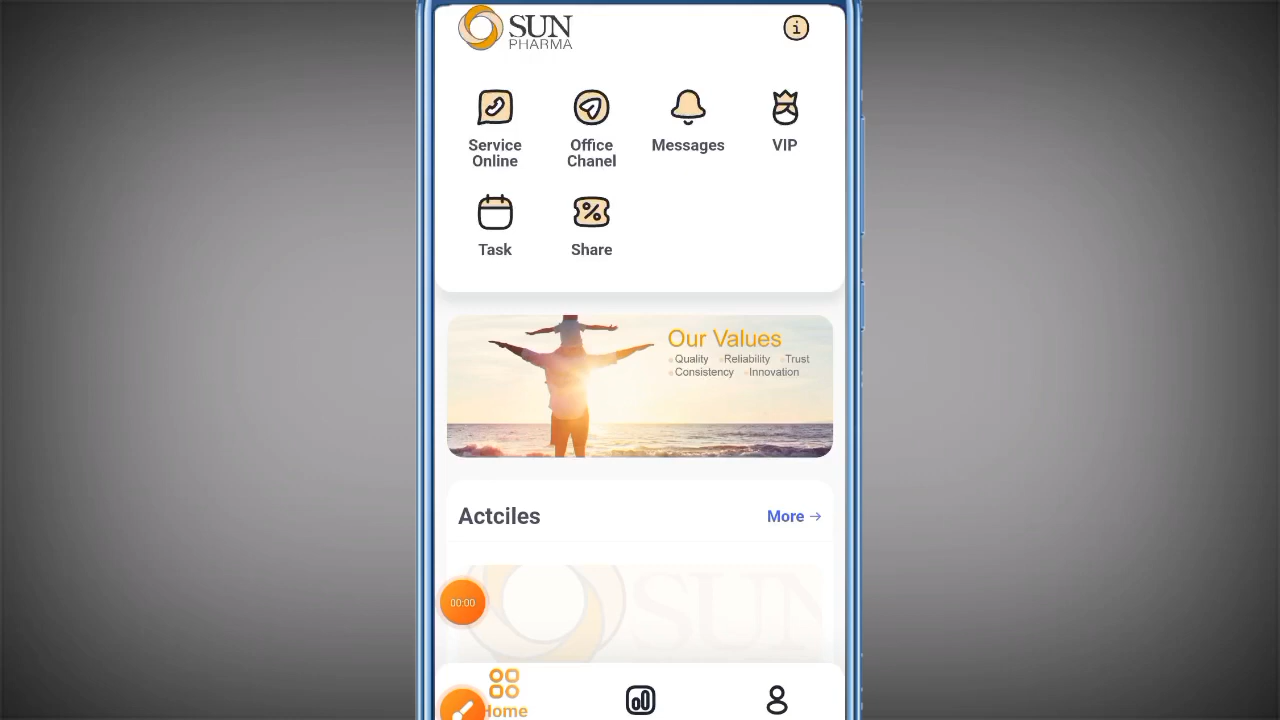 SUN
PHARMA
i
Service
Online
Office
Chanel
Messages
VIP
Task
Share
Our Values
Quality Reliability Trust
Consistency Innovation
Actciles
More →
SUN
00:00
Home